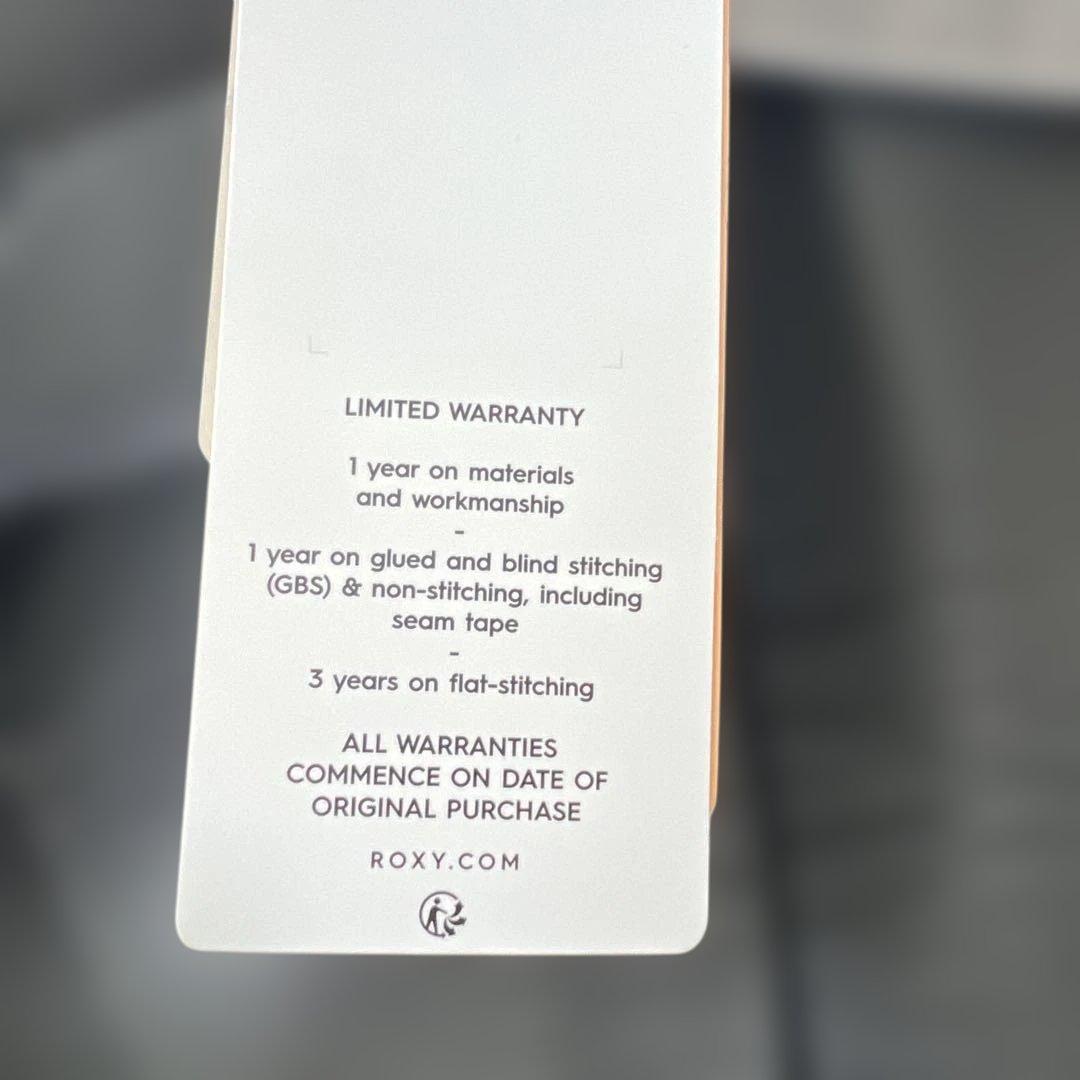 LIMITED WARRANTY
1 year on materials
and workmanship
-
1 year on glued and blind stitching
(GBS) & non-stitching, including
seam tape
-
3 years on flat-stitching
ALL WARRANTIES
COMMENCE ON DATE OF
ORIGINAL PURCHASE
ROXY.COM